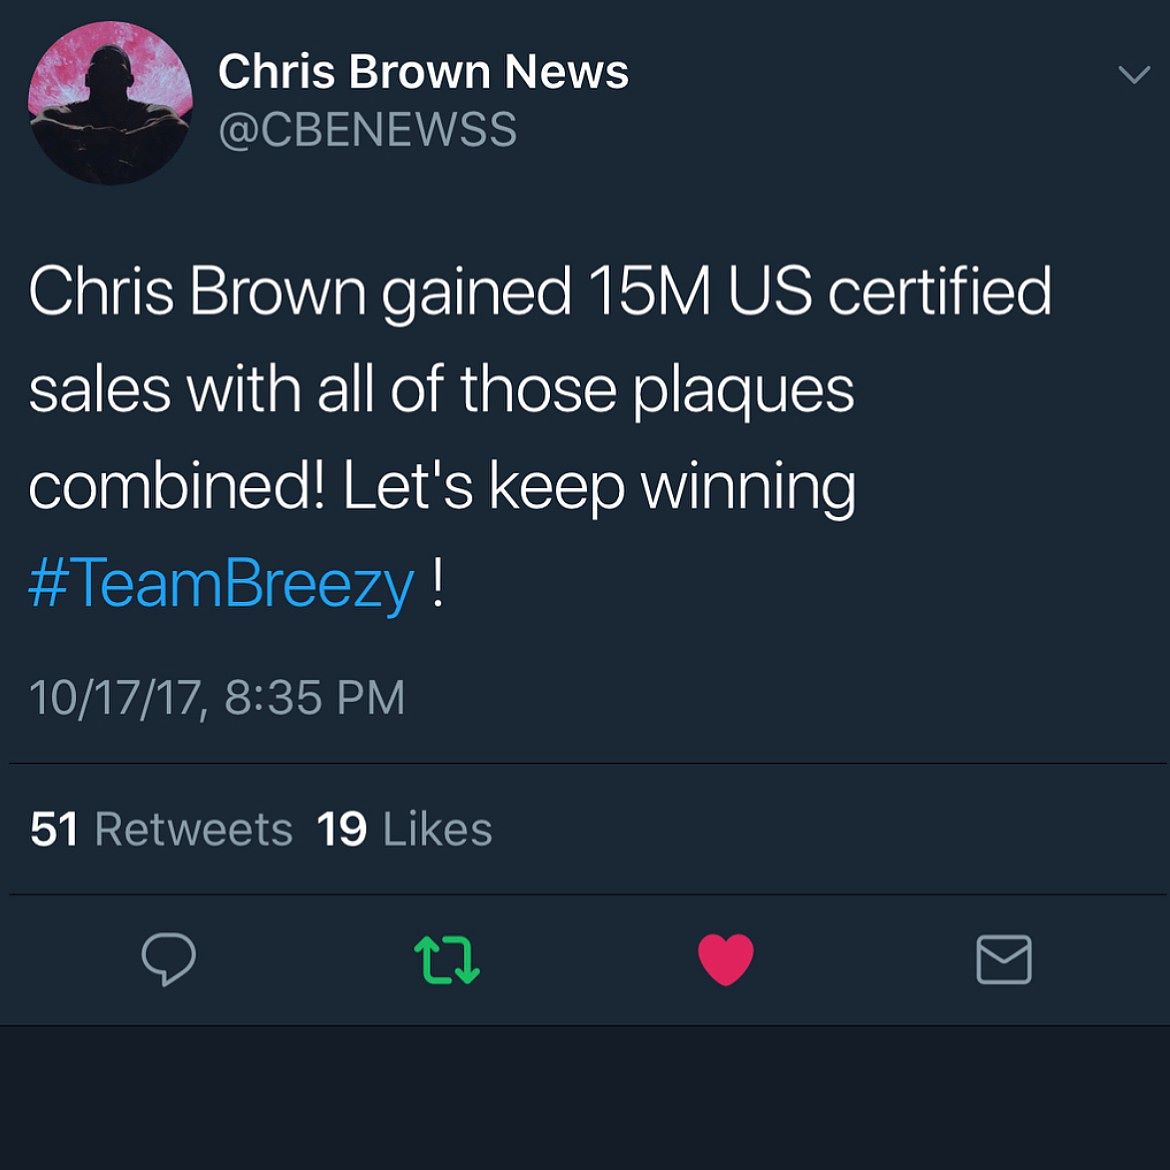 Chris Brown News
@CBENEWSS
Chris Brown gained 15M US certified
sales with all of those plaques
combined! Let's keep winning
#TeamBreezy !
10/17/17, 8:35 PM
51 Retweets 19 Likes